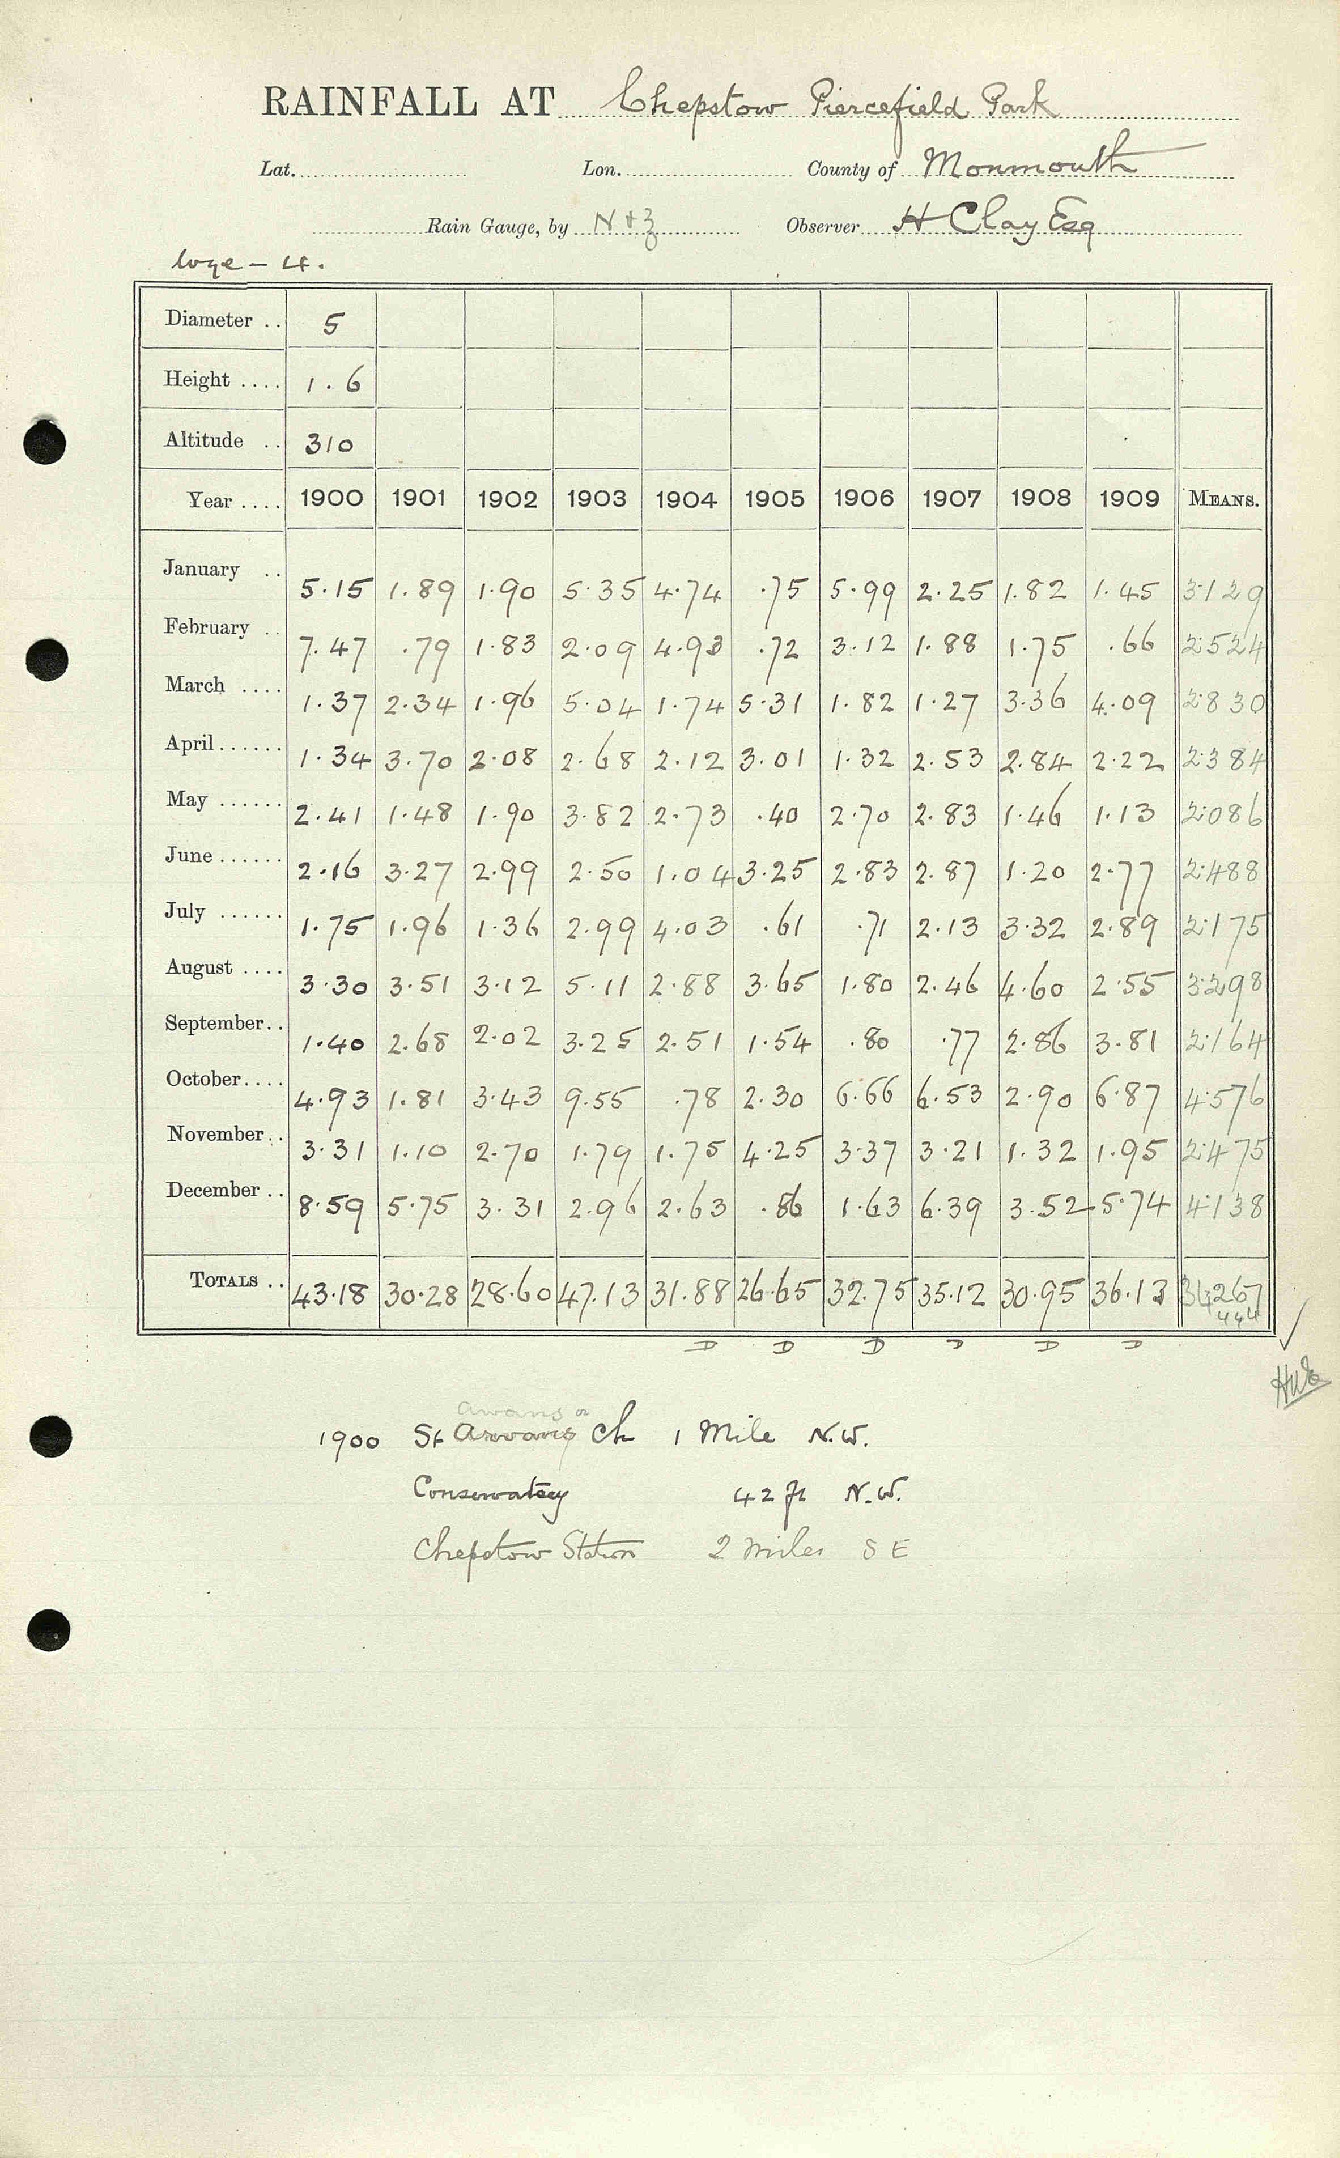 RAINFALL AT Chepstow Piercefield Park
Lat. Lon. County of Monmouth
Rain Gauge, by N & Z Observer H Clay Esq
Wye - 4.
Diameter .. 5
Height .... 1.6
Altitude .. 310
Year .... 1900 1901 1902 1903 1904 1905 1906 1907 1908 1909 MEANS.
January .. 5.15 1.89 1.90 5.35 4.74 .75 5.99 2.25 1.82 1.45 3.129
February .. 7.47 .79 1.83 2.09 4.93 .72 3.12 1.88 1.75 .66 2.524
March .... 1.37 2.34 1.96 5.04 1.74 5.31 1.82 1.27 3.36 4.09 2.830
April ...... 1.34 3.70 2.08 2.68 2.12 3.01 1.32 2.53 2.84 2.22 2.384
May ...... 2.41 1.48 1.90 3.82 2.73 .40 2.70 2.83 1.46 1.13 2.086
June ...... 2.16 3.27 2.99 2.50 1.04 3.25 2.83 2.87 1.20 2.77 2.488
July ...... 1.75 1.96 1.36 2.99 4.03 .61 .71 2.13 3.32 2.89 2.175
August .... 3.30 3.51 3.12 5.11 2.88 3.65 1.80 2.46 4.60 2.55 3.298
September.. 1.40 2.68 2.02 3.25 2.51 1.54 .80 .77 2.86 3.81 2.164
October.... 4.93 1.81 3.43 9.55 .78 2.30 6.66 6.53 2.90 6.87 4.576
November.. 3.31 1.10 2.70 1.79 1.75 4.25 3.37 3.21 1.32 1.95 2.475
December .. 8.59 5.75 3.31 2.96 2.63 .86 1.63 6.39 3.52 5.74 4.138
TOTALS .. 43.18 30.28 28.60 47.13 31.88 26.65 32.75 35.12 30.95 36.13 34.267
D D D D D D
1900 St Arvans Ch 1 Mile N.W.
Conservatory 42 ft N.W.
Chepstow Station 2 miles S E